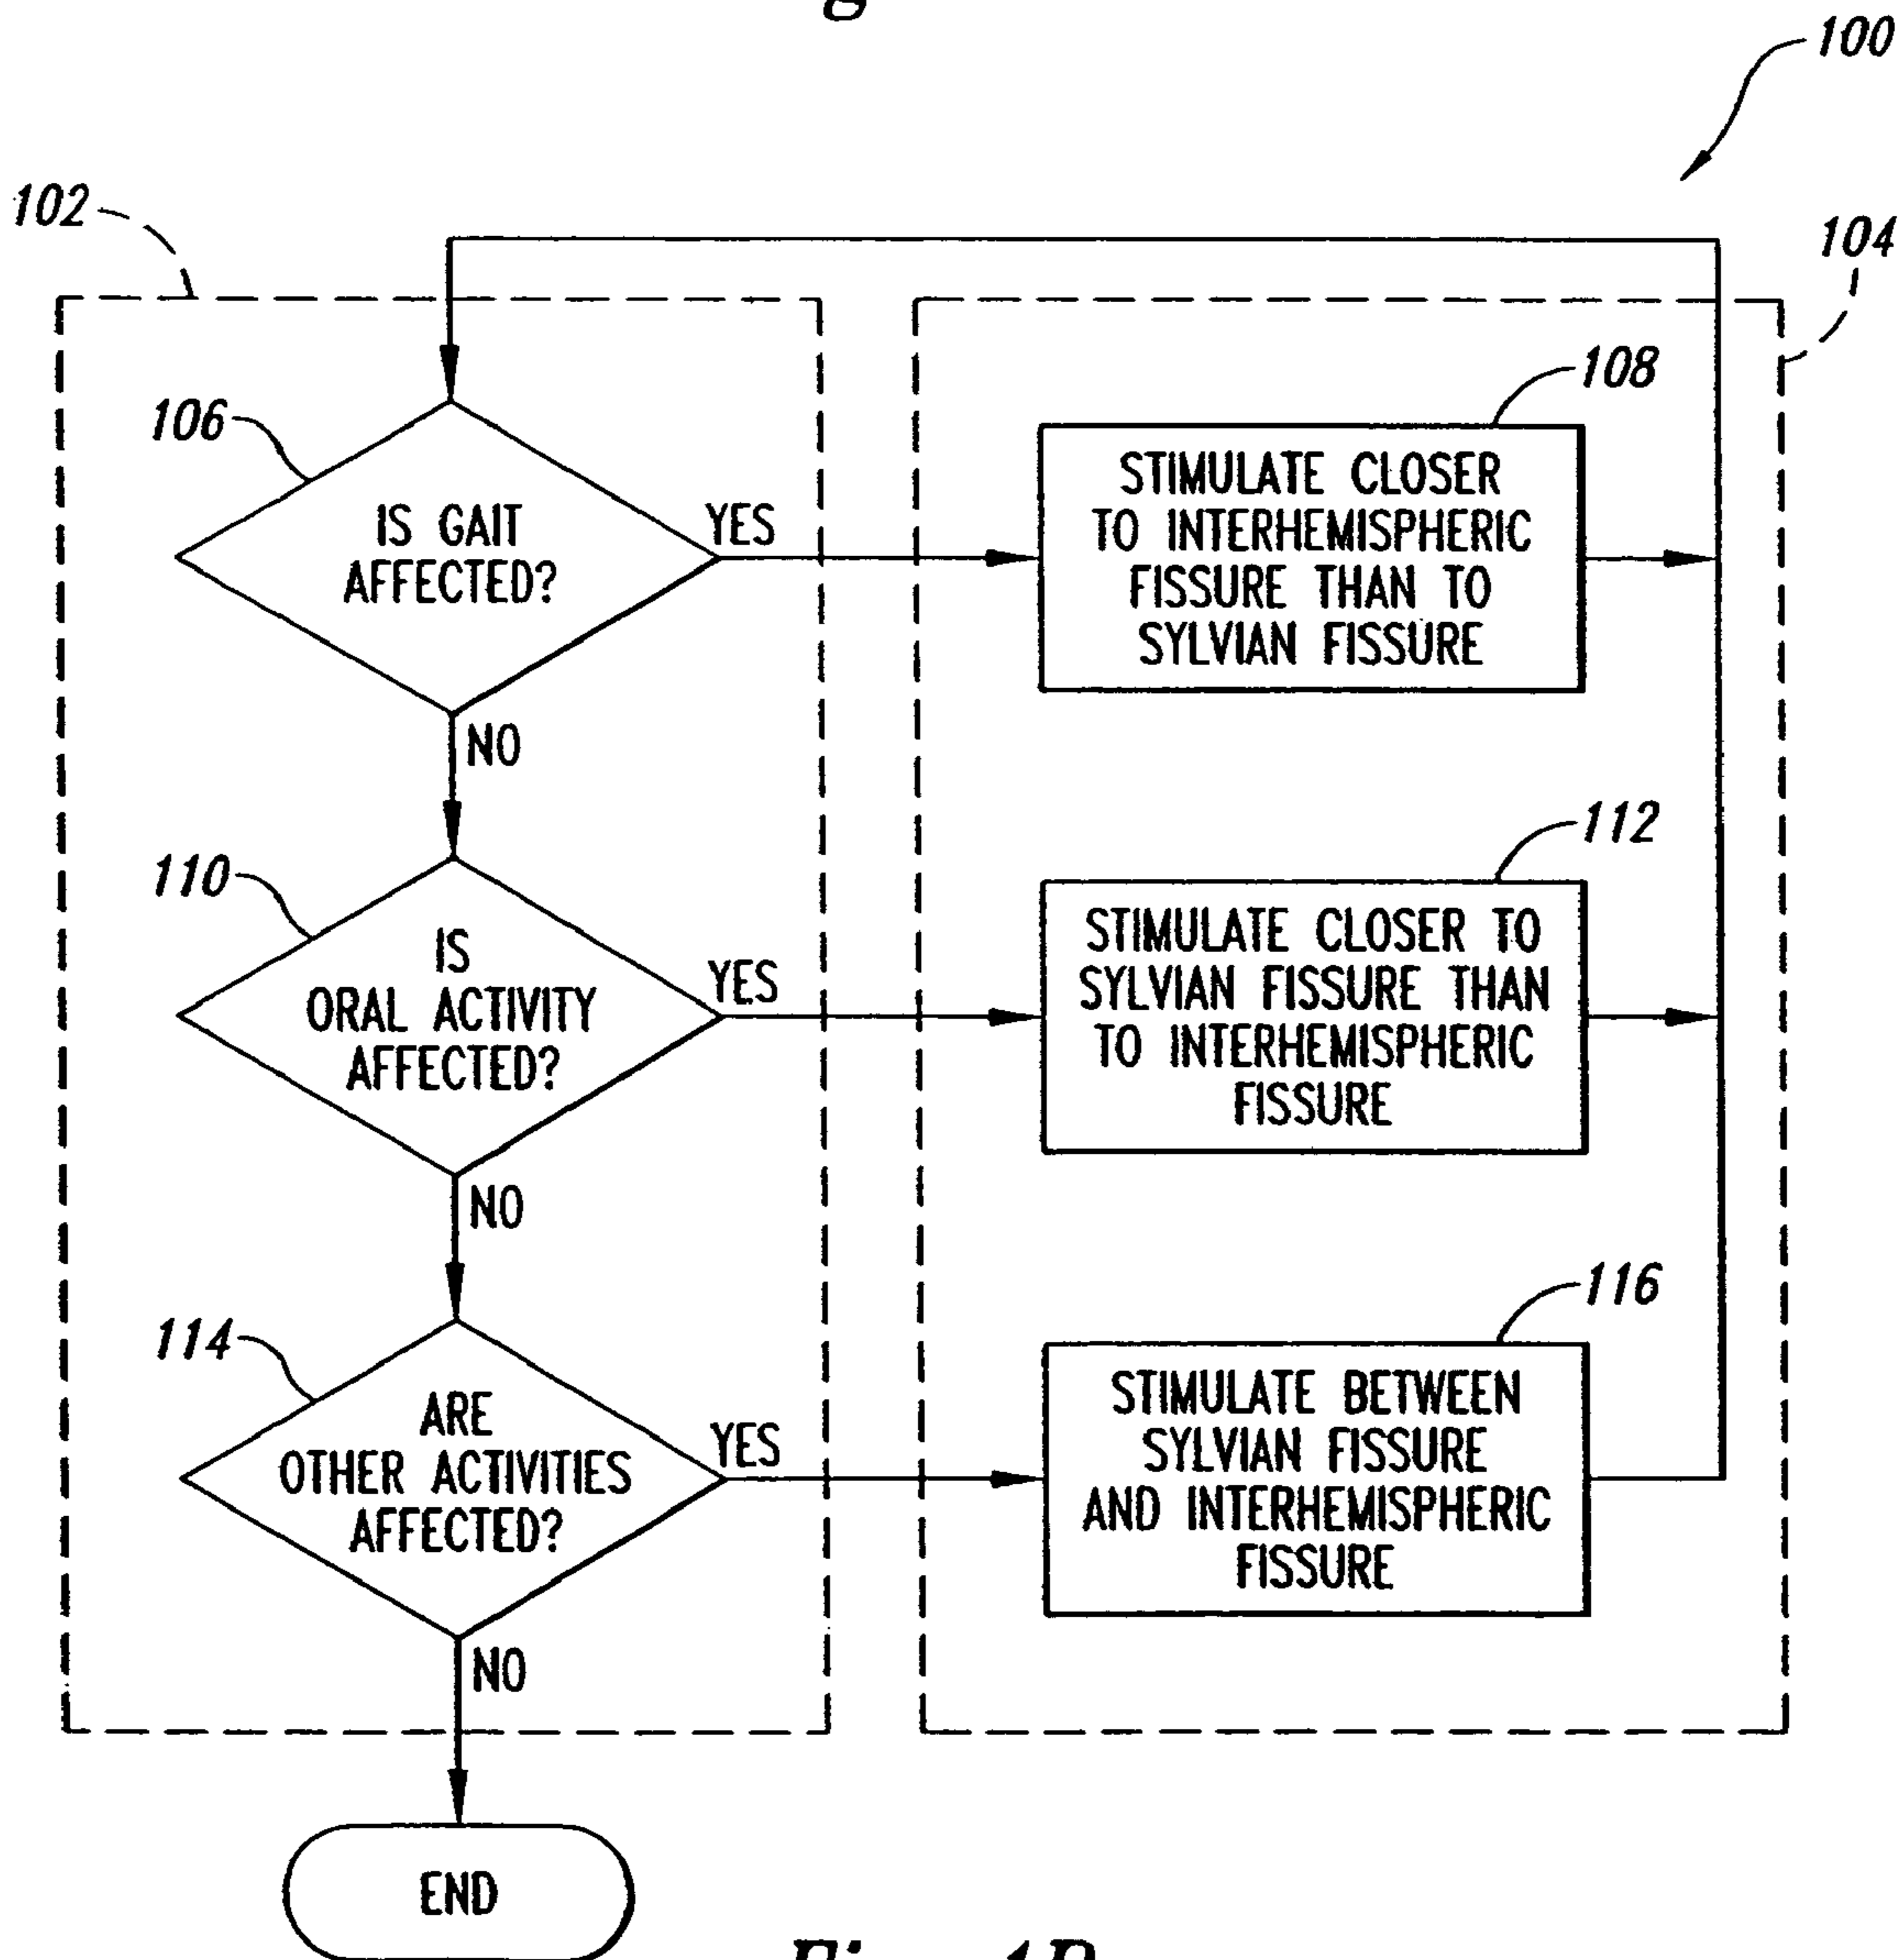 100
102
104
106
IS GAIT
AFFECTED?
YES
NO
108
STIMULATE CLOSER
TO INTERHEMISPHERIC
FISSURE THAN TO
SYLVIAN FISSURE
110
IS
ORAL ACTIVITY
AFFECTED?
YES
NO
112
STIMULATE CLOSER TO
SYLVIAN FISSURE THAN
TO INTERHEMISPHERIC
FISSURE
114
ARE
OTHER ACTIVITIES
AFFECTED?
YES
NO
116
STIMULATE BETWEEN
SYLVIAN FISSURE
AND INTERHEMISPHERIC
FISSURE
END